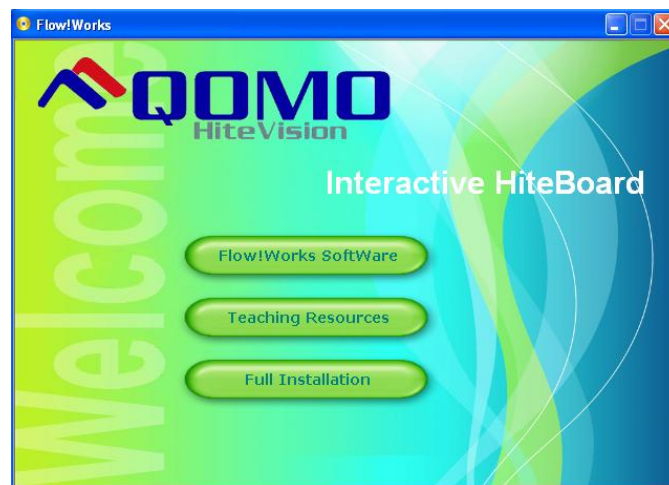 Flow!Works
QOMO
HiteVision
Interactive HiteBoard
Welcome
Flow!Works SoftWare
Teaching Resources
Full Installation